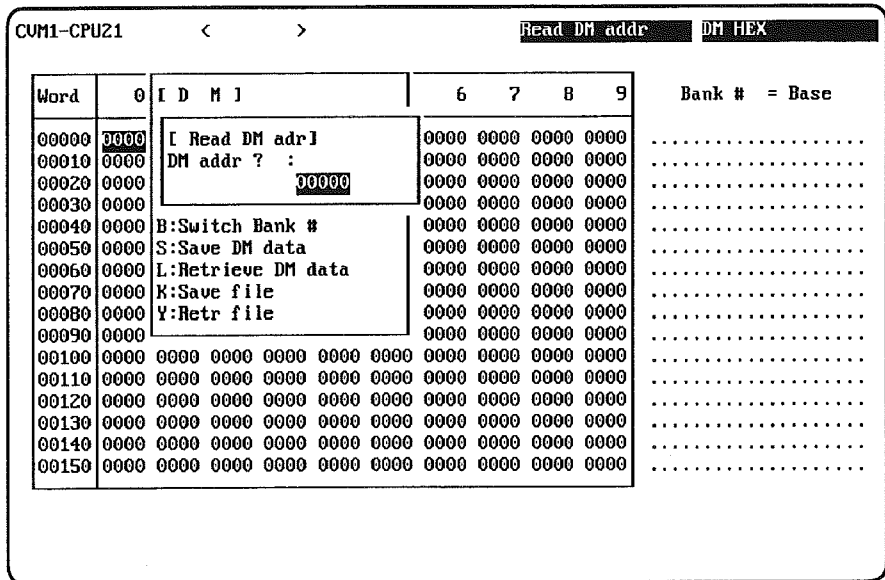 CVM1-CPU21 < > Read DM addr DM HEX
Word 0 [ D M ] 6 7 8 9 Bank # = Base
00000 0000 [ Read DM adr] 0000 0000 0000 0000 ....................
00010 0000 DM addr ? : 0000 0000 0000 0000 ....................
00020 0000 00000 0000 0000 0000 0000 ....................
00030 0000 0000 0000 0000 0000 ....................
00040 0000 B:Switch Bank # 0000 0000 0000 0000 ....................
00050 0000 S:Save DM data 0000 0000 0000 0000 ....................
00060 0000 L:Retrieve DM data 0000 0000 0000 0000 ....................
00070 0000 K:Save file 0000 0000 0000 0000 ....................
00080 0000 Y:Retr file 0000 0000 0000 0000 ....................
00090 0000 0000 0000 0000 0000 ....................
00100 0000 0000 0000 0000 0000 0000 0000 0000 0000 0000 ....................
00110 0000 0000 0000 0000 0000 0000 0000 0000 0000 0000 ....................
00120 0000 0000 0000 0000 0000 0000 0000 0000 0000 0000 ....................
00130 0000 0000 0000 0000 0000 0000 0000 0000 0000 0000 ....................
00140 0000 0000 0000 0000 0000 0000 0000 0000 0000 0000 ....................
00150 0000 0000 0000 0000 0000 0000 0000 0000 0000 0000 ....................